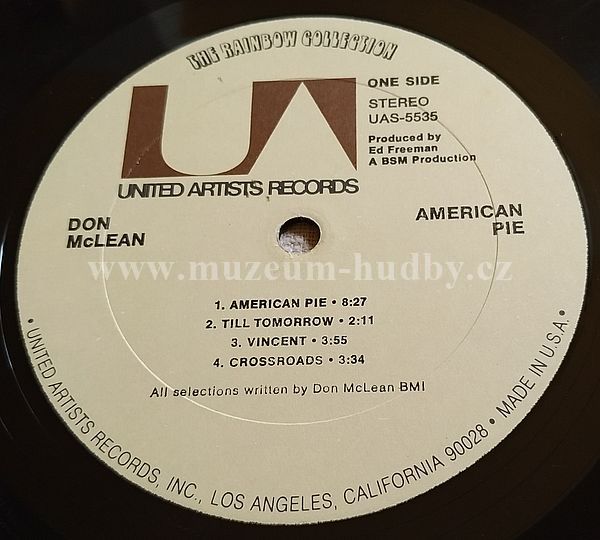 THE RAINBOW COLLECTION
UA
UNITED ARTISTS RECORDS
ONE SIDE
STEREO
UAS-5535
Produced by
Ed Freeman
A BSM Production
DON
McLEAN
AMERICAN
PIE
www.muzeum-hudby.cz
1. AMERICAN PIE • 8:27
2. TILL TOMORROW • 2:11
3. VINCENT • 3:55
4. CROSSROADS • 3:34
All selections written by Don McLean BMI
• UNITED ARTISTS RECORDS, INC., LOS ANGELES, CALIFORNIA 90028 • MADE IN U.S.A. •